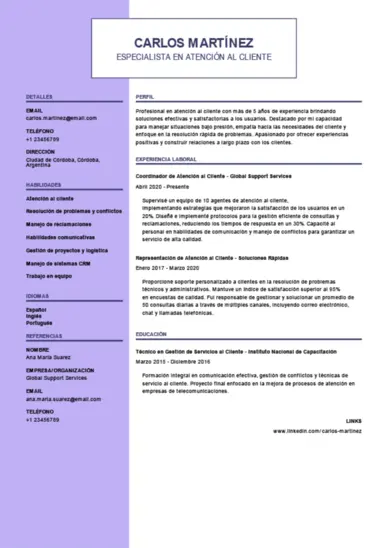 CARLOS MARTÍNEZ
ESPECIALISTA EN ATENCIÓN AL CLIENTE
DETALLES
EMAIL
carlos.martinez@email.com
TELÉFONO
+1 23456789
DIRECCIÓN
Ciudad de Córdoba, Córdoba,
Argentina
HABILIDADES
Atención al cliente
Resolución de problemas y conflictos
Manejo de reclamaciones
Habilidades comunicativas
Gestión de proyectos y logística
Manejo de sistemas CRM
Trabajo en equipo
IDIOMAS
Español
Inglés
Portugués
REFERENCIAS
NOMBRE
Ana María Suarez
EMPRESA/ORGANIZACIÓN
Global Support Services
EMAIL
ana.maria.suarez@email.com
TELÉFONO
+1 23456789
PERFIL
Profesional en atención al cliente con más de 5 años de experiencia brindando
soluciones efectivas y satisfactorias a los usuarios. Destacado por mi capacidad
para manejar situaciones bajo presión, empatía hacia las necesidades del cliente y
enfoque en la resolución rápida de problemas. Apasionado por ofrecer experiencias
positivas y construir relaciones a largo plazo con los clientes.
EXPERIENCIA LABORAL
Coordinador de Atención al Cliente - Global Support Services
Abril 2020 - Presente
Supervisé un equipo de 10 agentes de atención al cliente,
implementando estrategias que mejoraron la satisfacción de los usuarios en un
20%. Diseñé e implementé protocolos para la gestión eficiente de consultas y
reclamaciones, reduciendo los tiempos de respuesta en un 30%. Capacité al
personal en habilidades de comunicación y manejo de conflictos para garantizar un
servicio de alta calidad.
Representación de Atención al Cliente - Soluciones Rápidas
Enero 2017 - Marzo 2020
Proporcioné soporte personalizado a clientes en la resolución de problemas
técnicos y administrativos. Mantuve un índice de satisfacción superior al 95%
en encuestas de calidad. Fui responsable de gestionar y solucionar un promedio de
50 consultas diarias a través de múltiples canales, incluyendo correo electrónico,
chat y llamadas telefónicas.
EDUCACIÓN
Técnico en Gestión de Servicios al Cliente - Instituto Nacional de Capacitación
Marzo 2015 - Diciembre 2016
Formación integral en comunicación efectiva, gestión de conflictos y técnicas de
servicio al cliente. Proyecto final enfocado en la mejora de procesos de atención en
empresas de telecomunicaciones.
LINKS
www.linkedin.com/carlos-martinez